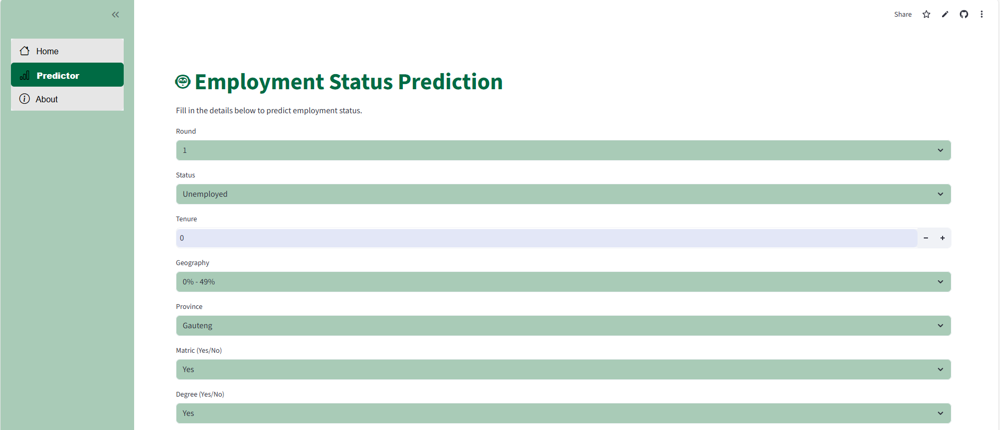 Share
Home
Predictor
About
Employment Status Prediction
Fill in the details below to predict employment status.
Round
1
Status
Unemployed
Tenure
0
Geography
0% - 49%
Province
Gauteng
Matric (Yes/No)
Yes
Degree (Yes/No)
Yes